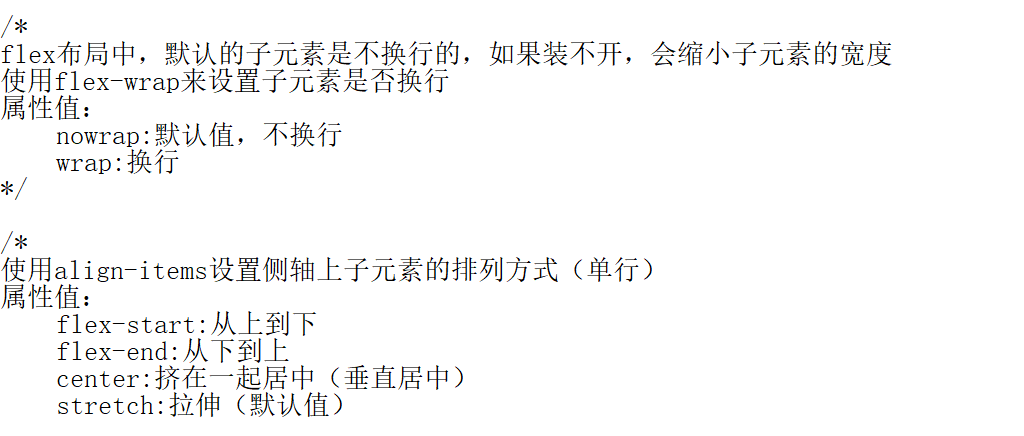 /*
flex布局中，默认的子元素是不换行的，如果装不开，会缩小子元素的宽度
使用flex-wrap来设置子元素是否换行
属性值：
    nowrap:默认值，不换行
    wrap:换行
*/

/*
使用align-items设置侧轴上子元素的排列方式（单行）
属性值：
    flex-start:从上到下
    flex-end:从下到上
    center:挤在一起居中（垂直居中）
    stretch:拉伸（默认值）